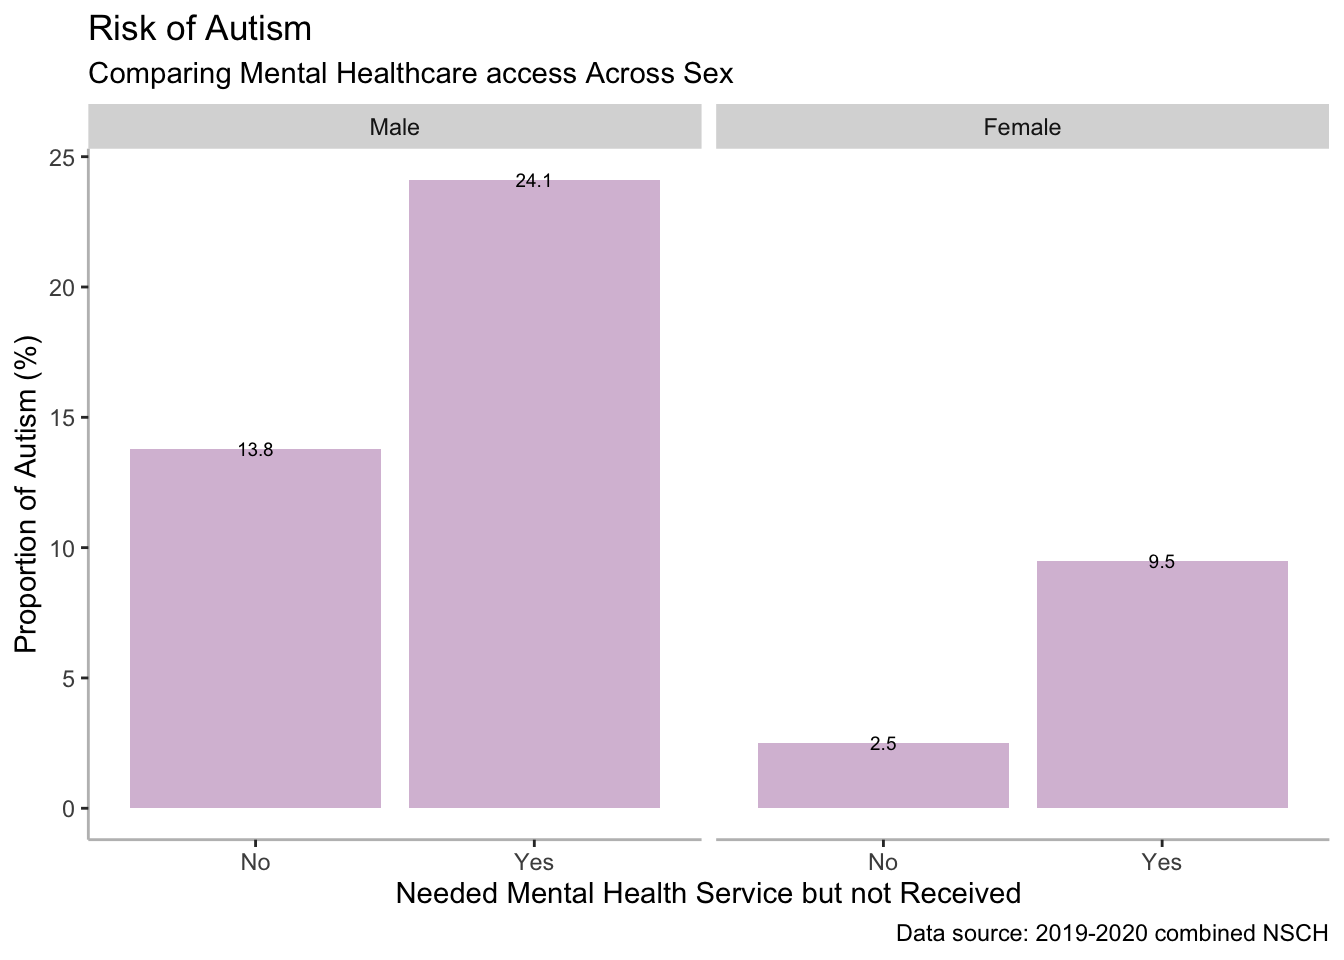 Risk of Autism
Comparing Mental Healthcare access Across Sex
Male
Female
Proportion of Autism (%)
25
20
15
10
5
0
24.1
13.8
9.5
2.5
No
Yes
No
Yes
Needed Mental Health Service but not Received
Data source: 2019-2020 combined NSCH